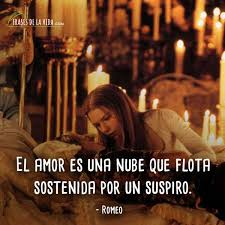 FRASES DE LA VIDA
EL AMOR ES UNA NUBE QUE FLOTA
SOSTENIDA POR UN SUSPIRO.
- ROMEO